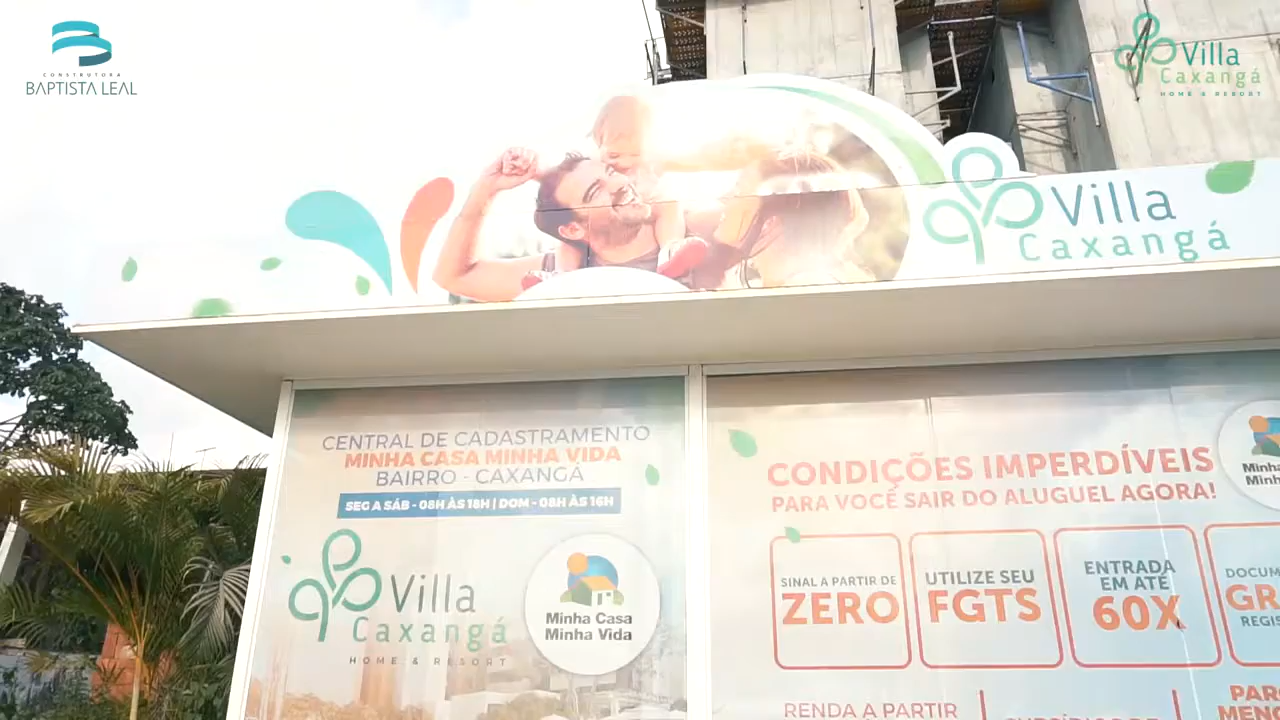 CONSTRUTORA
BAPTISTA LEAL
Villa
Caxangá
HOME & RESORT
Villa
Caxangá
CENTRAL DE CADASTRAMENTO
MINHA CASA MINHA VIDA
BAIRRO - CAXANGÁ
SEG A SÁB - 08H ÀS 18H | DOM - 08H ÀS 16H
Villa
Caxangá
HOME & RESORT
Minha Casa
Minha Vida
CONDIÇÕES IMPERDÍVEIS
PARA VOCÊ SAIR DO ALUGUEL AGORA!
SINAL A PARTIR DE
ZERO
UTILIZE SEU
FGTS
ENTRADA
EM ATÉ
60X
RENDA A PARTIR